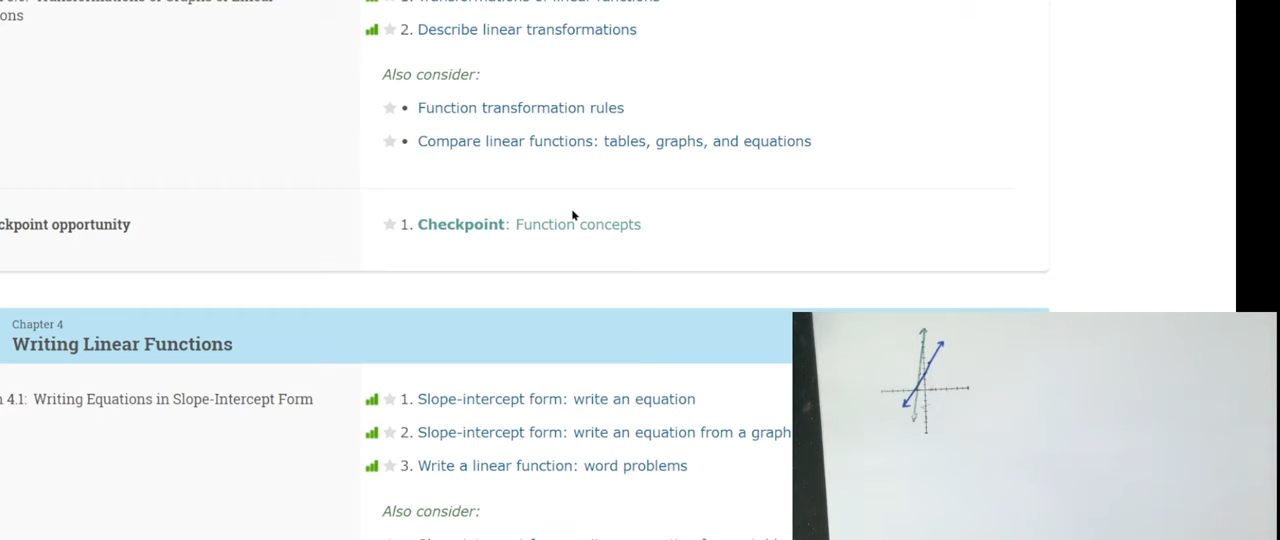 ons
2. Describe linear transformations
Also consider:
• Function transformation rules
• Compare linear functions: tables, graphs, and equations
ckpoint opportunity
1. Checkpoint: Function concepts
Chapter 4
Writing Linear Functions
4.1: Writing Equations in Slope-Intercept Form
1. Slope-intercept form: write an equation
2. Slope-intercept form: write an equation from a graph
3. Write a linear function: word problems
Also consider: